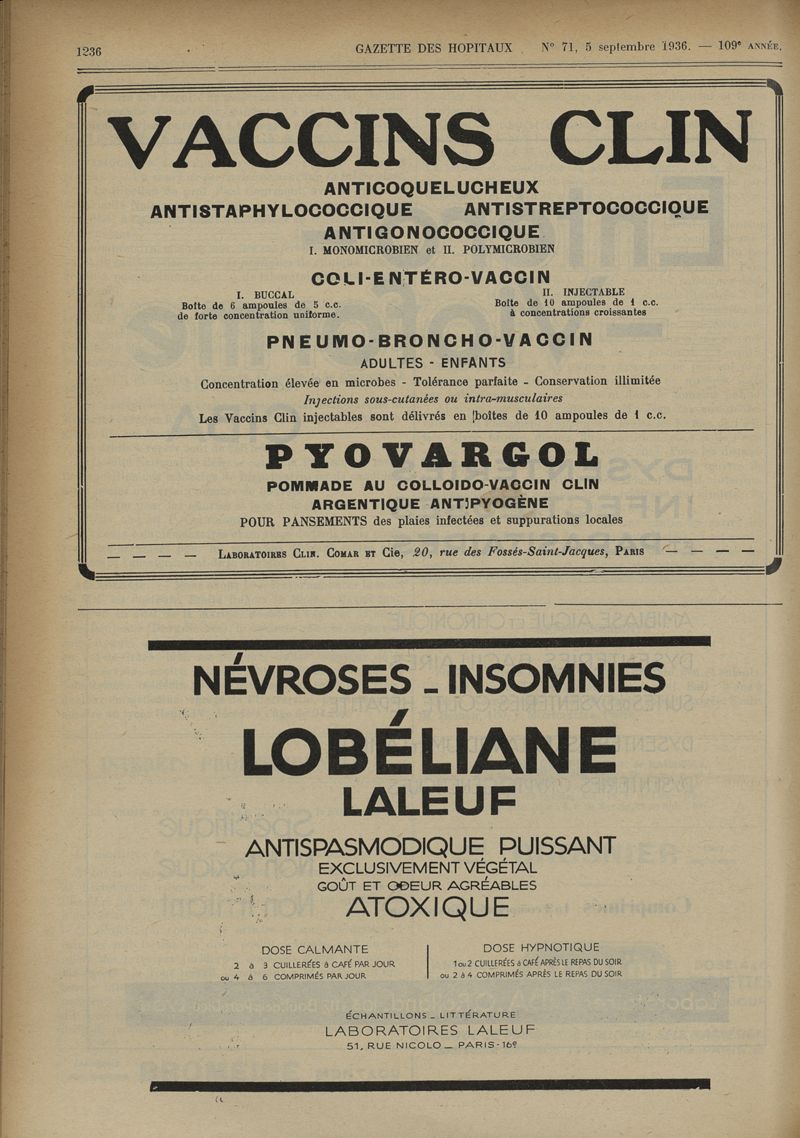 1236
GAZETTE DES HOPITAUX N° 71, 5 septembre 1936. — 109e ANNÉE.
VACCINS CLIN
ANTICOQUELUCHEUX
ANTISTAPHYLOCOCCIQUE ANTISTREPTOCOCCIQUE
ANTIGONOCOCCIQUE
I. MONOMICROBIEN et II. POLYMICROBIEN
COLI-ENTÉRO-VACCIN
I. BUCCAL
Boîte de 6 ampoules de 5 c.c.
de forte concentration uniforme.
II. INJECTABLE
Boîte de 10 ampoules de 1 c.c.
à concentrations croissantes
PNEUMO-BRONCHO-VACCIN
ADULTES - ENFANTS
Concentration élevée en microbes - Tolérance parfaite - Conservation illimitée
Injections sous-cutanées ou intra-musculaires
Les Vaccins Clin injectables sont délivrés en boîtes de 10 ampoules de 1 c.c.
PYOVARGOL
POMMADE AU COLLOIDO-VACCIN CLIN
ARGENTIQUE ANTIPYOGÈNE
POUR PANSEMENTS des plaies infectées et suppurations locales
— — — — LABORATOIRES CLIN. COMAR ET Cie, 20, rue des Fossés-Saint-Jacques, PARIS — — — —
NÉVROSES _ INSOMNIES
LOBÉLIANE
LALEUF
ANTISPASMODIQUE PUISSANT
EXCLUSIVEMENT VÉGÉTAL
GOÛT ET ODEUR AGRÉABLES
ATOXIQUE
DOSE CALMANTE
2 à 3 CUILLERÉES à CAFÉ PAR JOUR
ou 4 à 6 COMPRIMÉS PAR JOUR
DOSE HYPNOTIQUE
1 ou 2 CUILLERÉES à CAFÉ APRÈS LE REPAS DU SOIR
ou 2 à 4 COMPRIMÉS APRÈS LE REPAS DU SOIR
ÉCHANTILLONS _ LITTÉRATURE
LABORATOIRES LALEUF
51, RUE NICOLO _ PARIS-16e